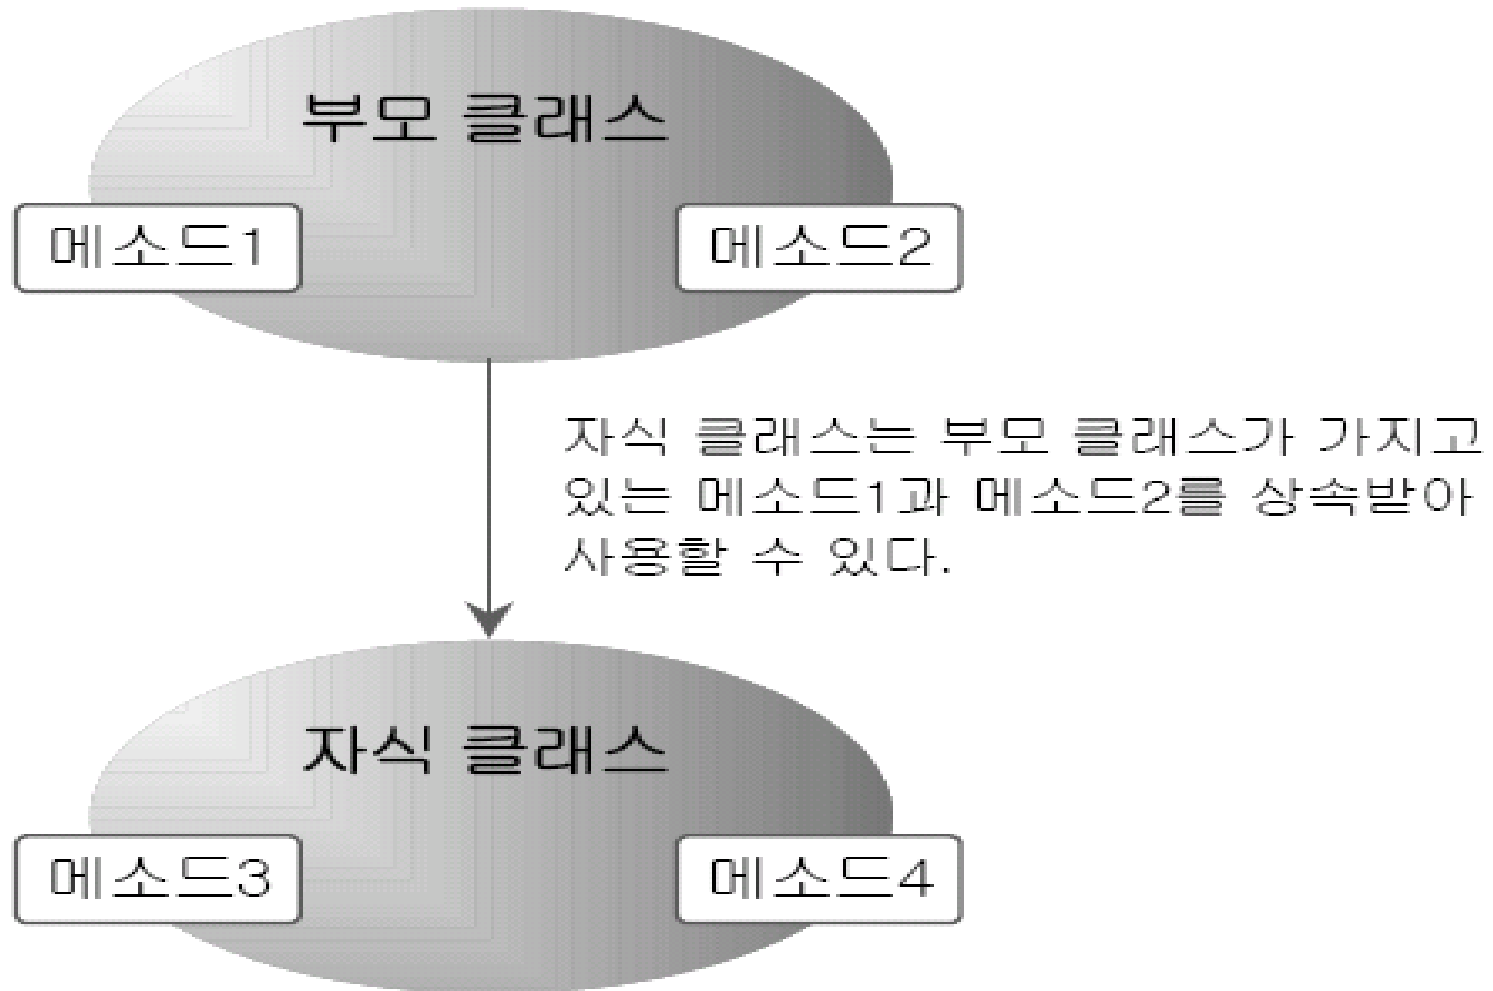 부모 클래스
메소드1
메소드2
자식 클래스는 부모 클래스가 가지고
있는 메소드1과 메소드2를 상속받아
사용할 수 있다.
자식 클래스
메소드3
메소드4